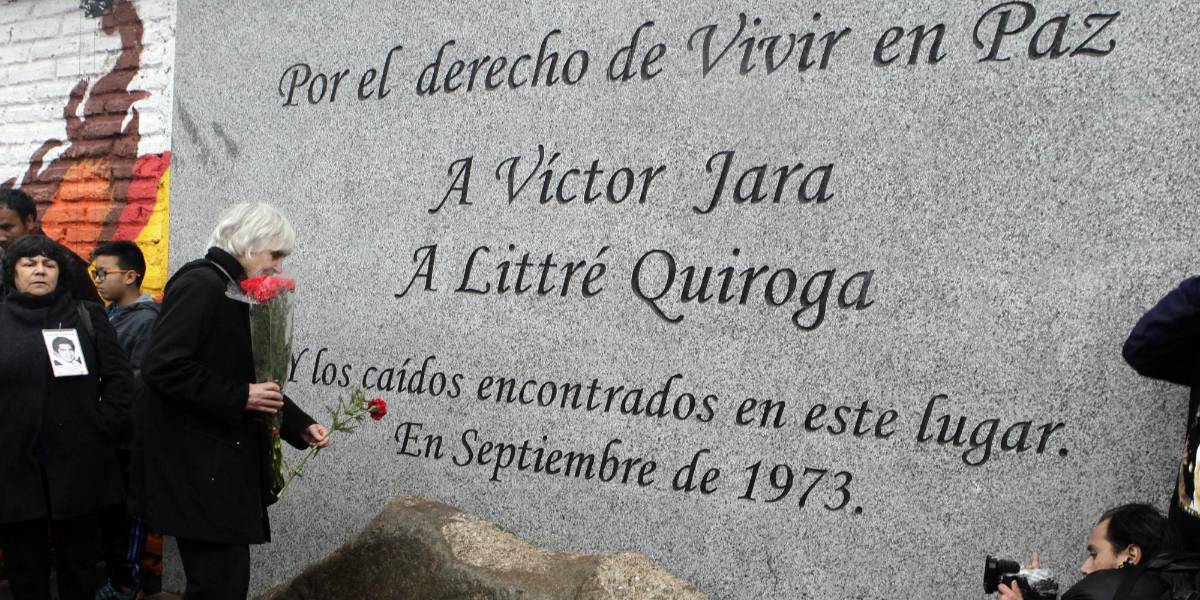 Por el derecho de Vivir en Paz
A Víctor Jara
A Littré Quiroga
Y los caídos encontrados en este lugar.
En Septiembre de 1973.